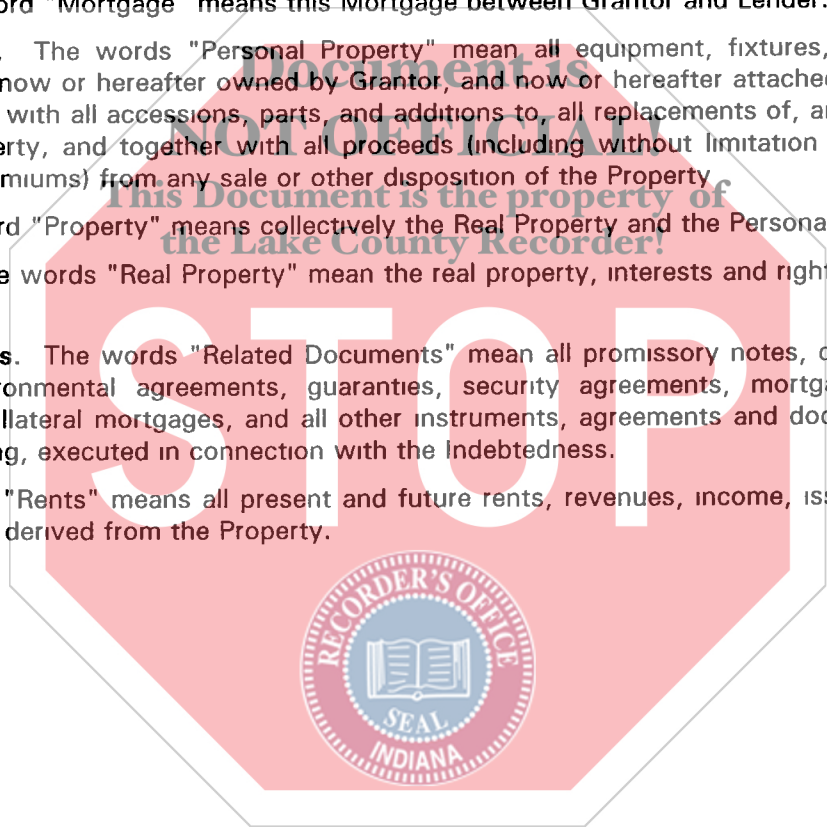 ord "Mortgage" means this Mortgage between Grantor and Lender.
. The words "Personal Property" mean all equipment, fixtures,
now or hereafter owned by Grantor, and now or hereafter attached
with all accessions, parts, and additions to, all replacements of, an
erty, and together with all proceeds (including without limitation
miums) from any sale or other disposition of the Property
rd "Property" means collectively the Real Property and the Persona
e words "Real Property" mean the real property, interests and right
s. The words "Related Documents" mean all promissory notes, c
onmental agreements, guaranties, security agreements, mortga
llateral mortgages, and all other instruments, agreements and doc
ng, executed in connection with the Indebtedness.
"Rents" means all present and future rents, revenues, income, iss
derived from the Property.
Document is
NOT OFFICIAL!
This Document is the property of
the Lake County Recorder!
STOP
RECORDER'S OFFICE
SEAL
INDIANA